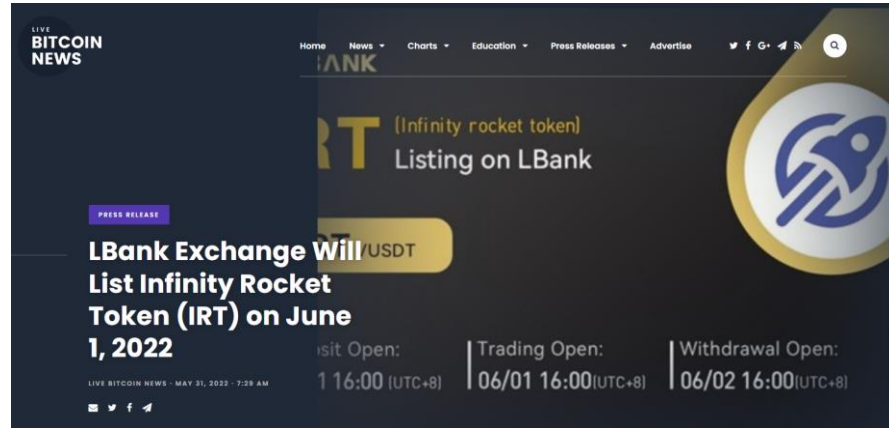 LIVE
BITCOIN
NEWS
Home News Charts Education Press Releases Advertise
BANK
RT (Infinity rocket token)
Listing on LBank
/USDT
PRESS RELEASE
LBank Exchange Will
List Infinity Rocket
Token (IRT) on June
1, 2022
LIVE BITCOIN NEWS · MAY 31, 2022 · 7:29 AM
sit Open:
1 16:00 (UTC+8)
Trading Open:
06/01 16:00(UTC+8)
Withdrawal Open:
06/02 16:00(UTC+8)